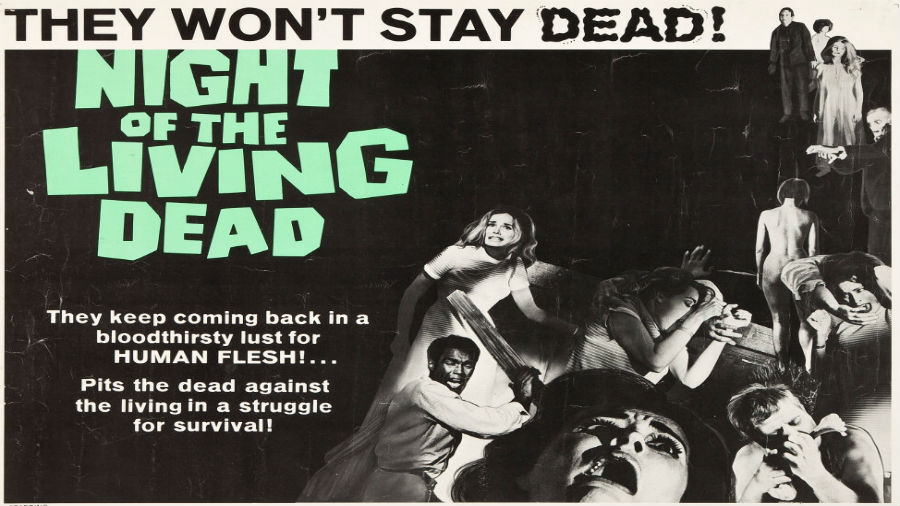 THEY WON'T STAY DEAD!
NIGHT
OF THE
LIVING
DEAD
They keep coming back in a
bloodthirsty lust for
HUMAN FLESH!...
Pits the dead against
the living in a struggle
for survival!